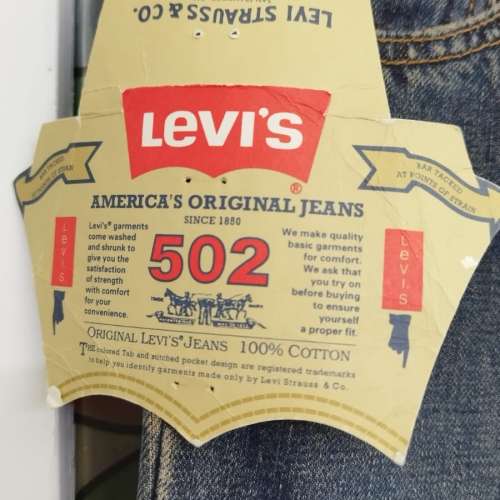 LEVI STRAUSS & CO.
LEVI'S
®
AMERICA'S ORIGINAL JEANS
SINCE 1880
BAR TACKED
BAR TACKED
AT POINTS OF STRAIN
Levi's® garments
come washed
and shrunk to
give you the
satisfaction
of strength
with comfort
for your
convenience.
502
We make quality
basic garments
for comfort.
We ask that
you try on
before buying
to ensure
yourself
a proper fit.
LEVI'S
LEVI'S
TRADE
ORIGINAL LEVI'S® JEANS 100% COTTON
THE colored Tab and stitched pocket design are registered trademarks
to help you identify garments made only by Levi Strauss & Co.